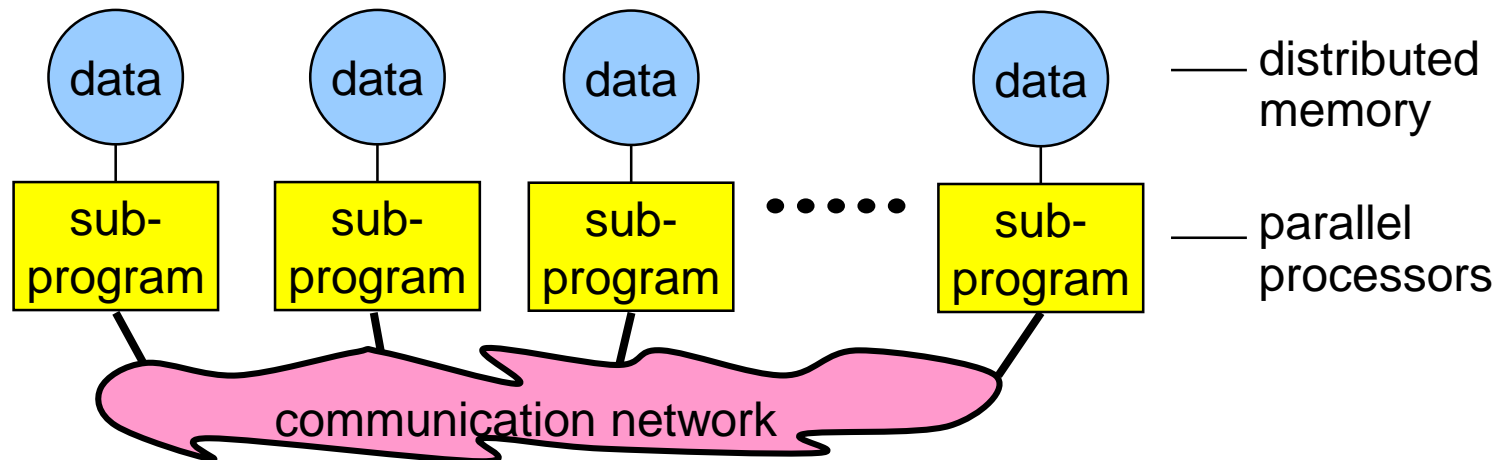 data
data
data
data
distributed
memory
sub-
program
sub-
program
sub-
program
sub-
program
parallel
processors
communication network